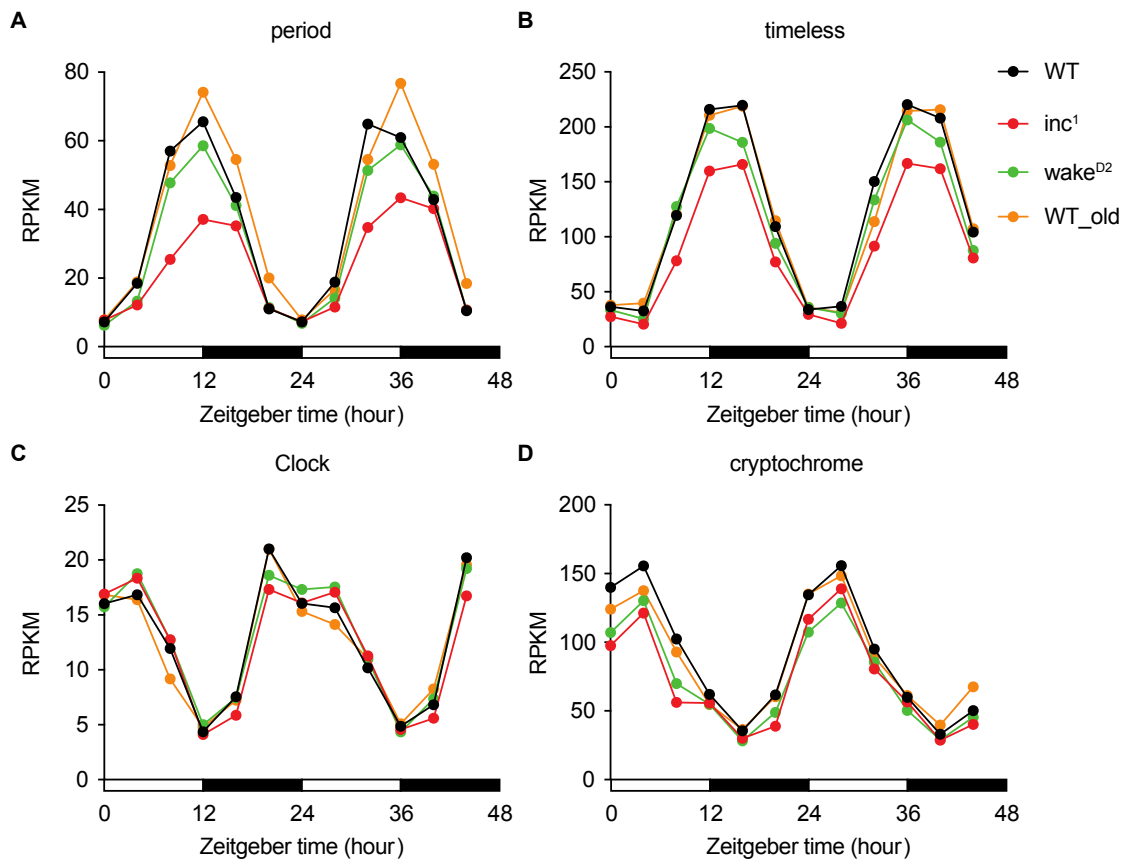 A
period
80
60
40
20
0
RPKM
0 12 24 36 48
Zeitgeber time (hour)
B
timeless
250
200
150
100
50
0
RPKM
0 12 24 36 48
Zeitgeber time (hour)
WT
inc¹
wakeᴰ²
WT_old
C
Clock
25
20
15
10
5
0
RPKM
0 12 24 36 48
Zeitgeber time (hour)
D
cryptochrome
200
150
100
50
0
RPKM
0 12 24 36 48
Zeitgeber time (hour)